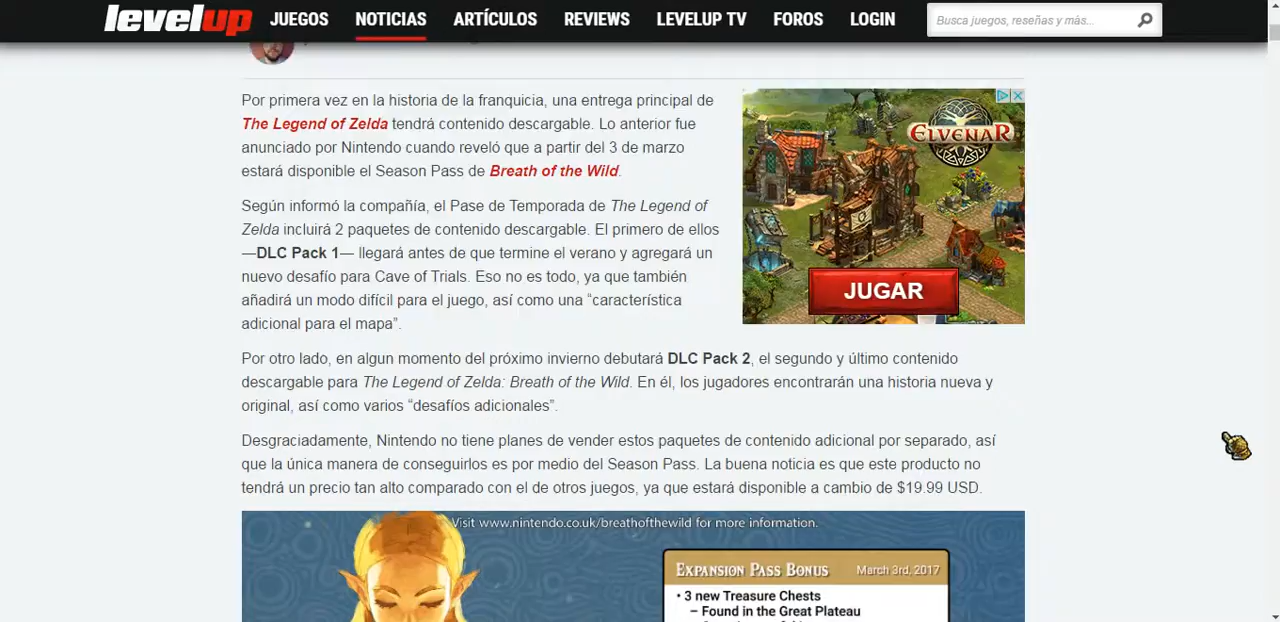 levelup JUEGOS NOTICIAS ARTÍCULOS REVIEWS LEVELUP TV FOROS LOGIN Busca juegos, reseñas y más...
Por primera vez en la historia de la franquicia, una entrega principal de
The Legend of Zelda tendrá contenido descargable. Lo anterior fue
anunciado por Nintendo cuando reveló que a partir del 3 de marzo
estará disponible el Season Pass de Breath of the Wild.
Según informó la compañía, el Pase de Temporada de The Legend of
Zelda incluirá 2 paquetes de contenido descargable. El primero de ellos
—DLC Pack 1— llegará antes de que termine el verano y agregará un
nuevo desafío para Cave of Trials. Eso no es todo, ya que también
añadirá un modo difícil para el juego, así como una “característica
adicional para el mapa”.
ELVENAR
JUGAR
Por otro lado, en algun momento del próximo invierno debutará DLC Pack 2, el segundo y último contenido
descargable para The Legend of Zelda: Breath of the Wild. En él, los jugadores encontrarán una historia nueva y
original, así como varios “desafíos adicionales”.
Desgraciadamente, Nintendo no tiene planes de vender estos paquetes de contenido adicional por separado, así
que la única manera de conseguirlos es por medio del Season Pass. La buena noticia es que este producto no
tendrá un precio tan alto comparado con el de otros juegos, ya que estará disponible a cambio de $19.99 USD.
Visit www.nintendo.co.uk/breathofthewild for more information.
EXPANSION PASS BONUS March 3rd, 2017
• 3 new Treasure Chests
– Found in the Great Plateau